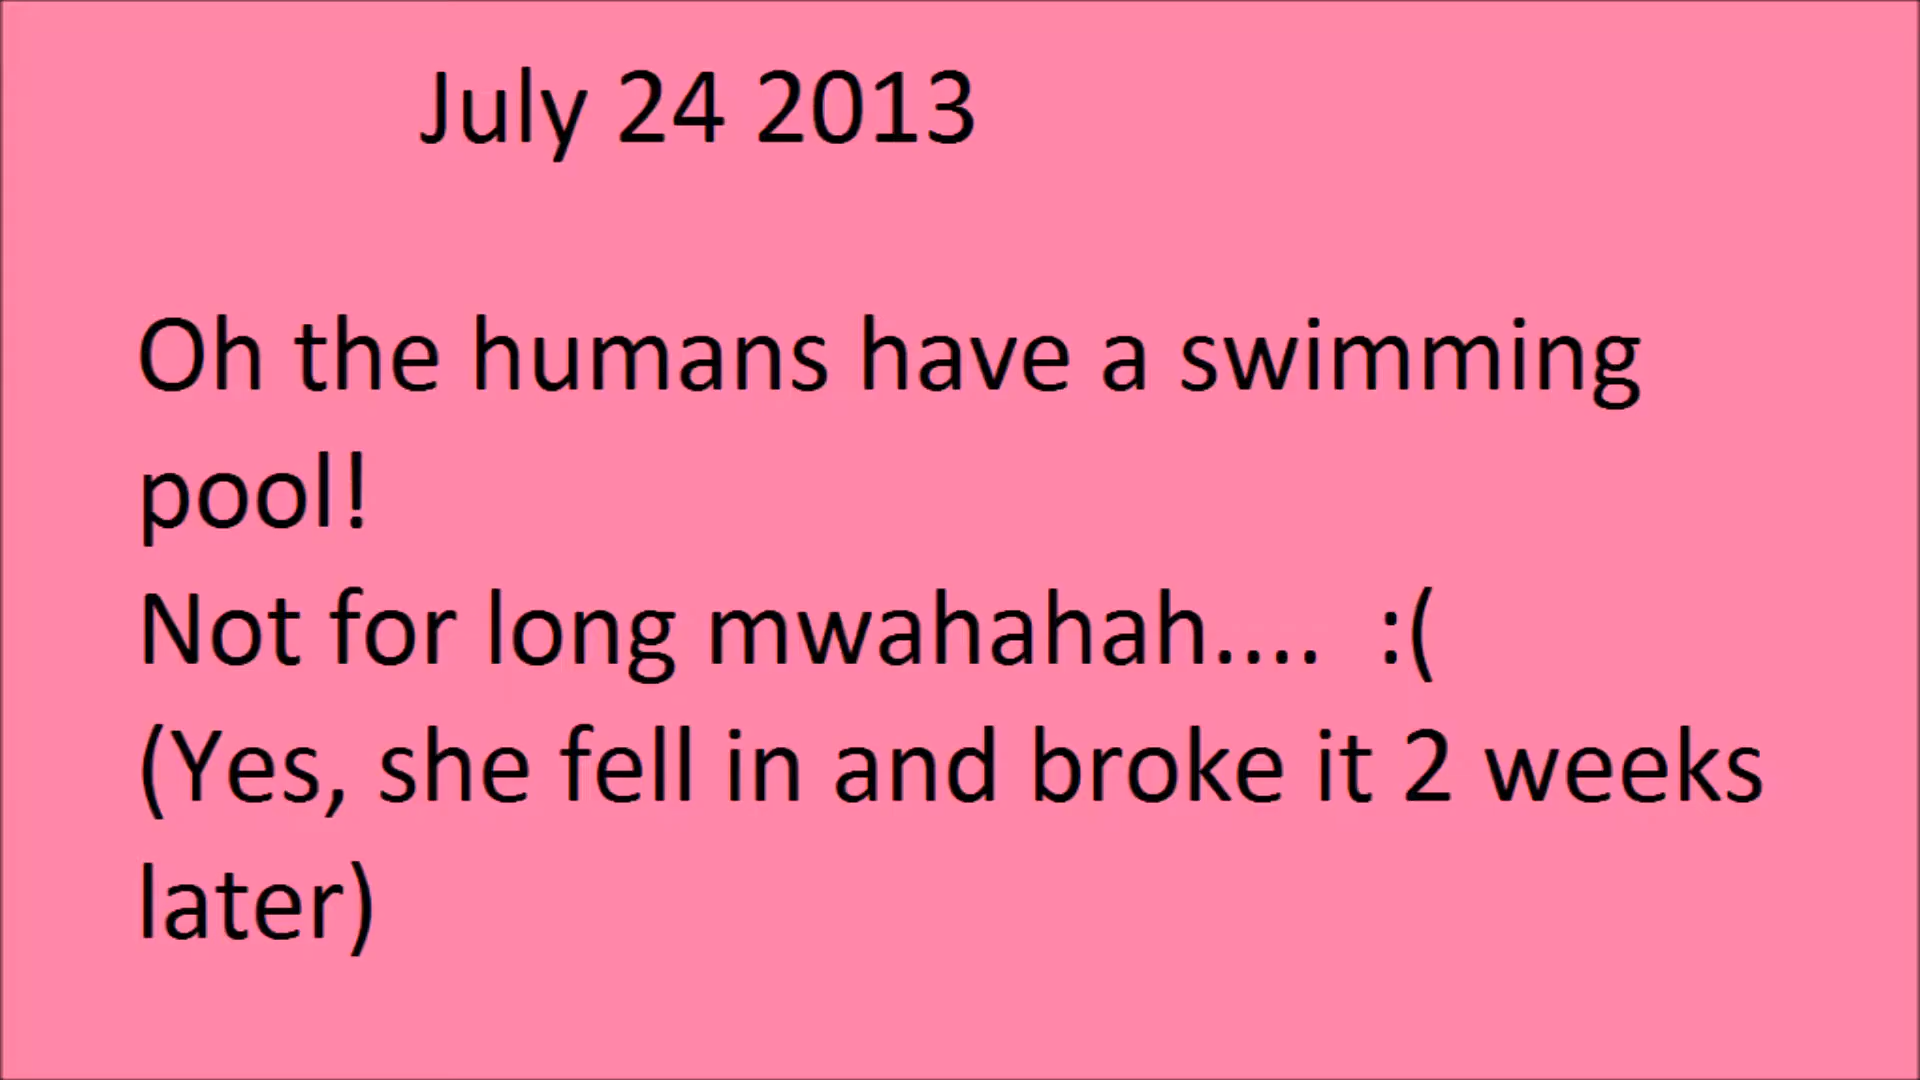 July 24 2013
Oh the humans have a swimming
pool!
Not for long mwahahah.... :(
(Yes, she fell in and broke it 2 weeks
later)